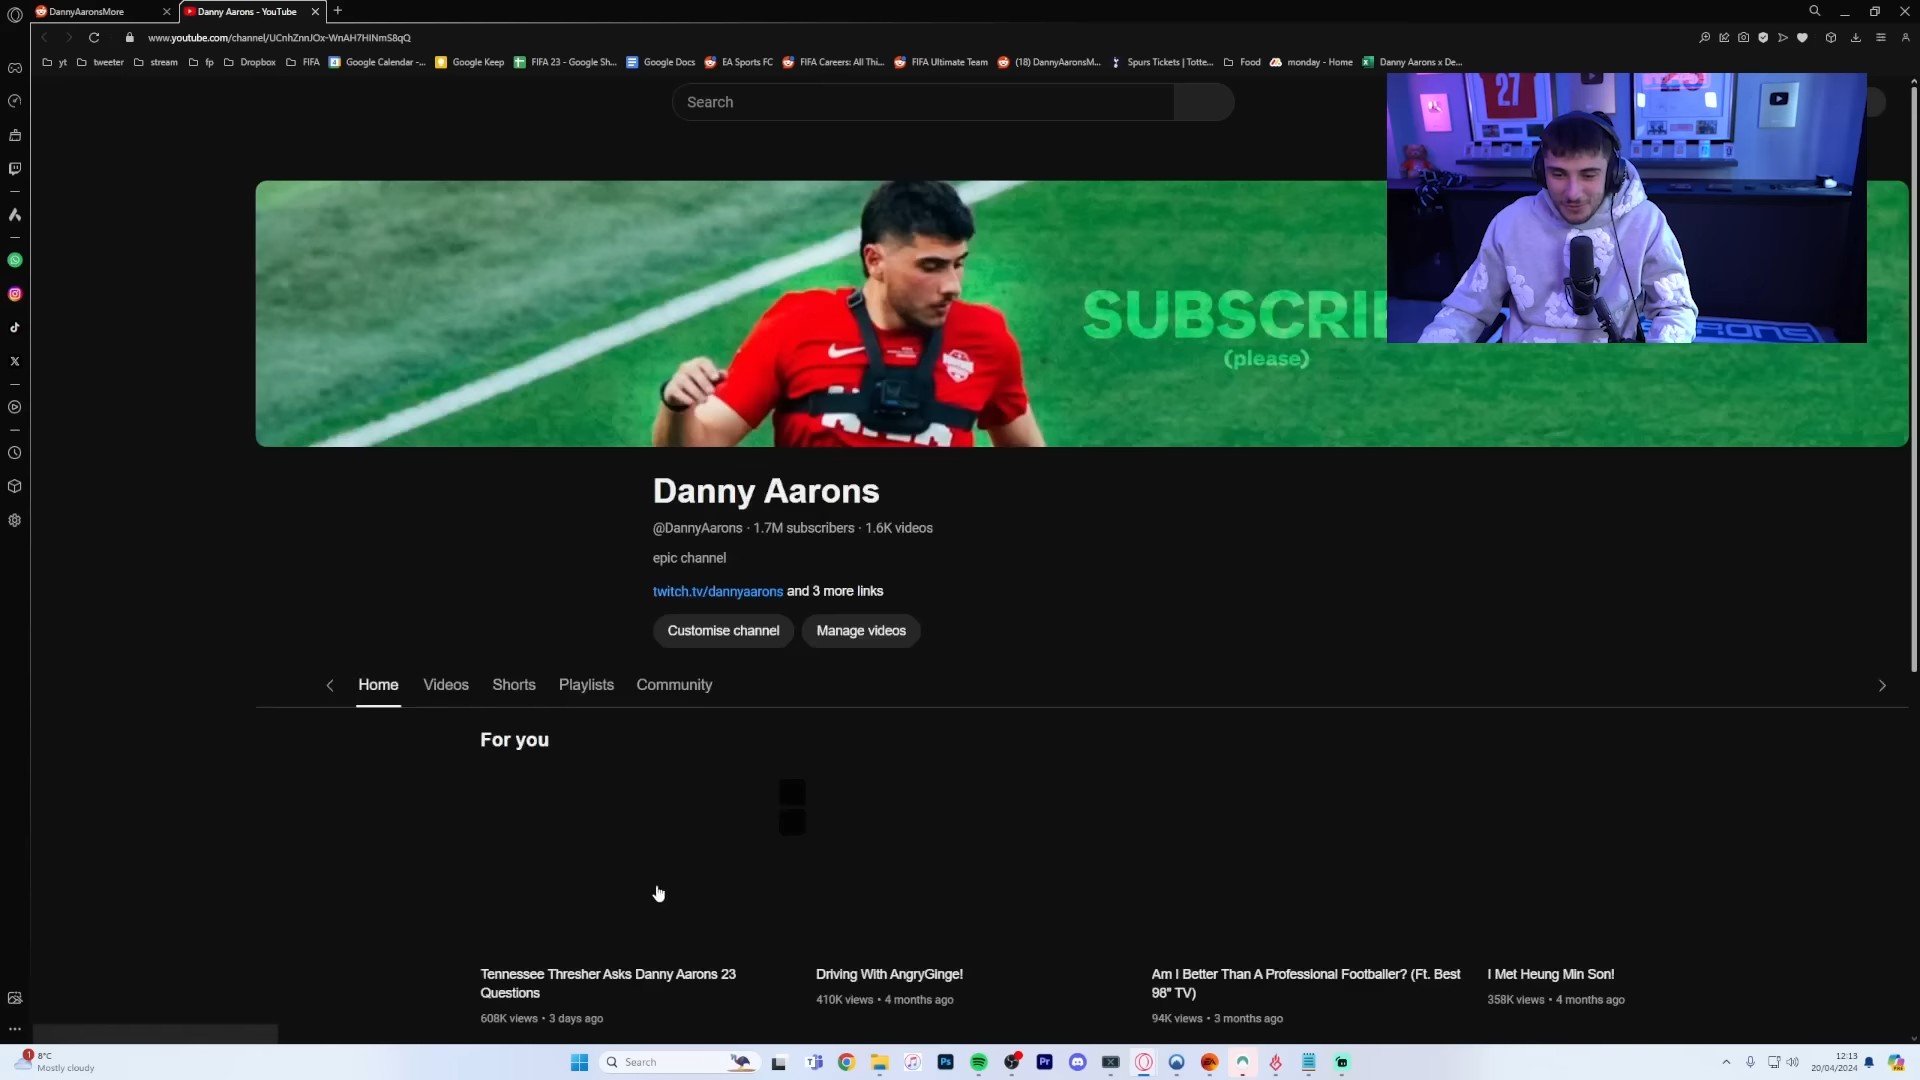 DannyAaronsMore
Danny Aarons - YouTube
www.youtube.com/channel/UCnhZnnJOx-WnAH7HINmS8qQ
yt
tweeter
stream
fp
Dropbox
FIFA
Google Calendar -...
Google Keep
FIFA 23 - Google Sh...
Google Docs
EA Sports FC
FIFA Careers: All Thi...
FIFA Ultimate Team
(18) DannyAaronsM...
Spurs Tickets | Totte...
Food
monday - Home
Danny Aarons x De...
Search
27
(please)
Danny Aarons
@DannyAarons · 1.7M subscribers · 1.6K videos
epic channel
twitch.tv/dannyaarons and 3 more links
Customise channel
Manage videos
Home
Videos
Shorts
Playlists
Community
For you
Tennessee Thresher Asks Danny Aarons 23
Questions
608K views • 3 days ago
Driving With AngryGinge!
410K views • 4 months ago
Am I Better Than A Professional Footballer? (Ft. Best
98" TV)
94K views • 3 months ago
I Met Heung Min Son!
358K views • 4 months ago
1
8°C
Mostly cloudy
Search
Ps
Pr
12:13
20/04/2024